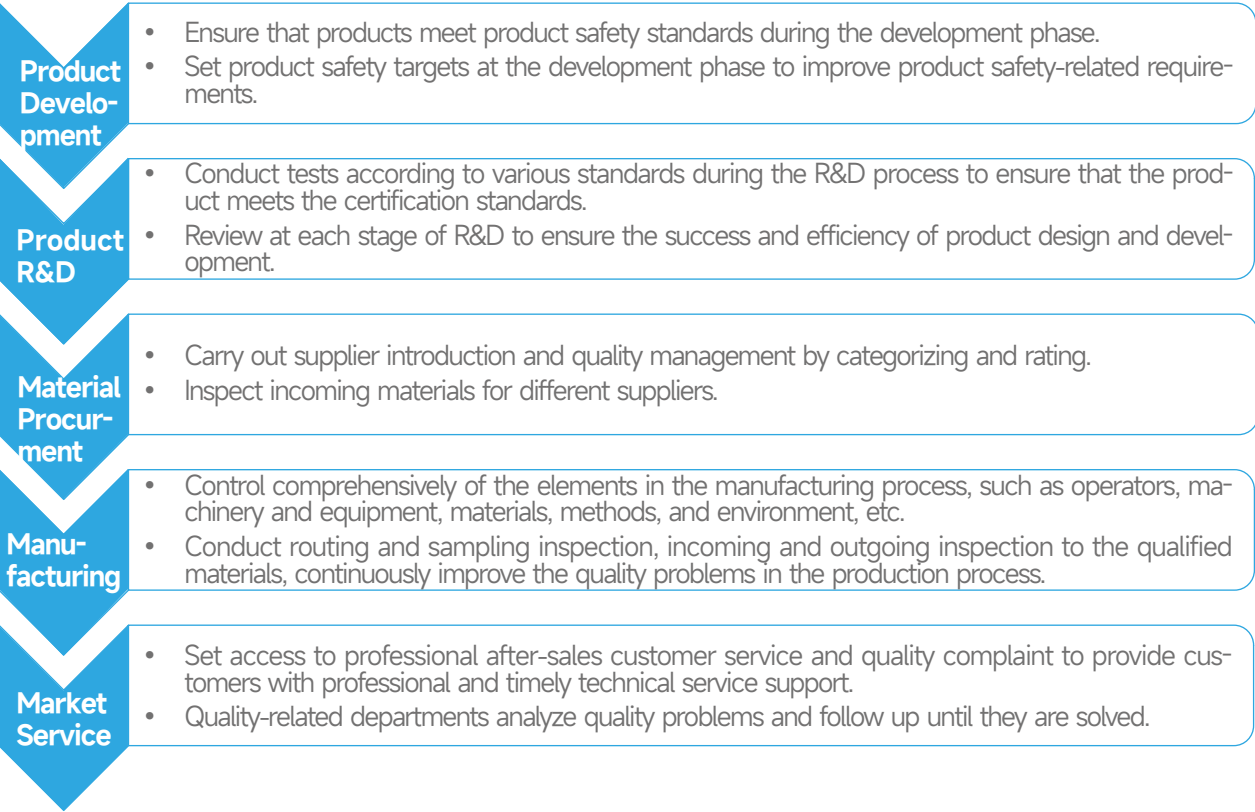 Product
Develo-
pment
• Ensure that products meet product safety standards during the development phase.
• Set product safety targets at the development phase to improve product safety-related require-
ments.
Product
R&D
• Conduct tests according to various standards during the R&D process to ensure that the prod-
uct meets the certification standards.
• Review at each stage of R&D to ensure the success and efficiency of product design and devel-
opment.
Material
Procur-
ment
• Carry out supplier introduction and quality management by categorizing and rating.
• Inspect incoming materials for different suppliers.
Manu-
facturing
• Control comprehensively of the elements in the manufacturing process, such as operators, ma-
chinery and equipment, materials, methods, and environment, etc.
• Conduct routing and sampling inspection, incoming and outgoing inspection to the qualified
materials, continuously improve the quality problems in the production process.
Market
Service
• Set access to professional after-sales customer service and quality complaint to provide cus-
tomers with professional and timely technical service support.
• Quality-related departments analyze quality problems and follow up until they are solved.